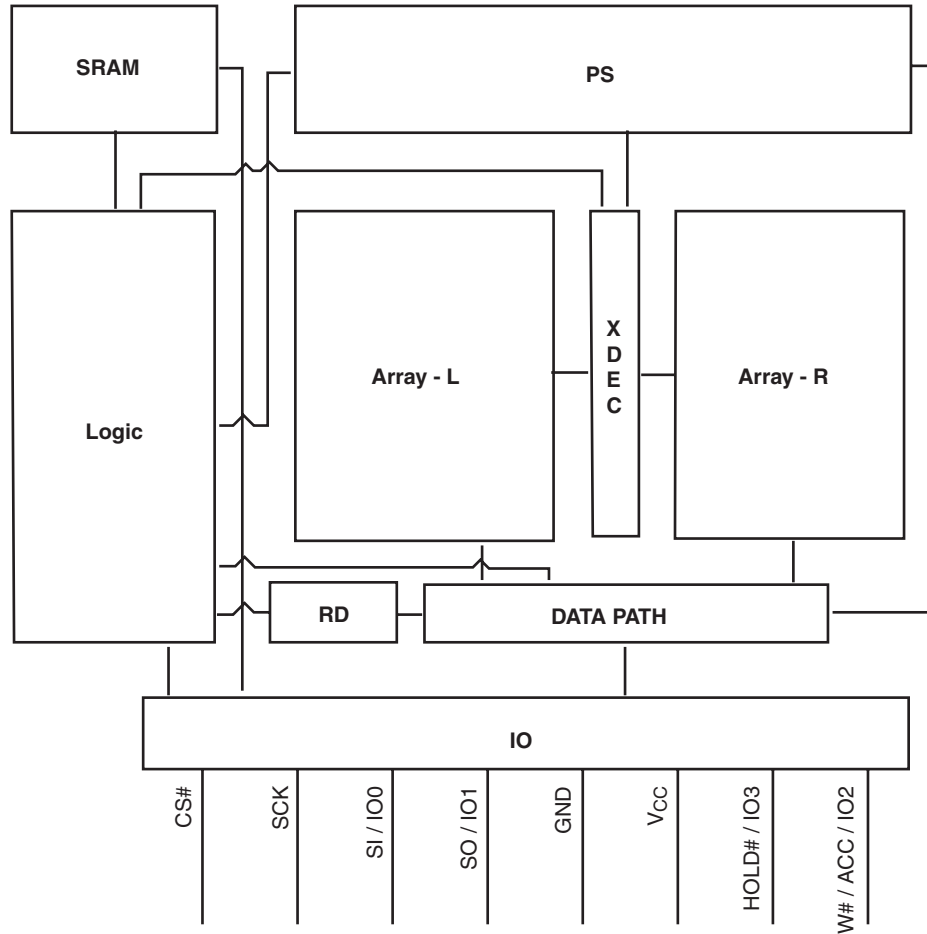 SRAM
PS
Array - L
X
D
E
C
Array - R
Logic
RD
DATA PATH
IO
CS#
SCK
SI / IO0
SO / IO1
GND
VCC
HOLD# / IO3
W# / ACC / IO2